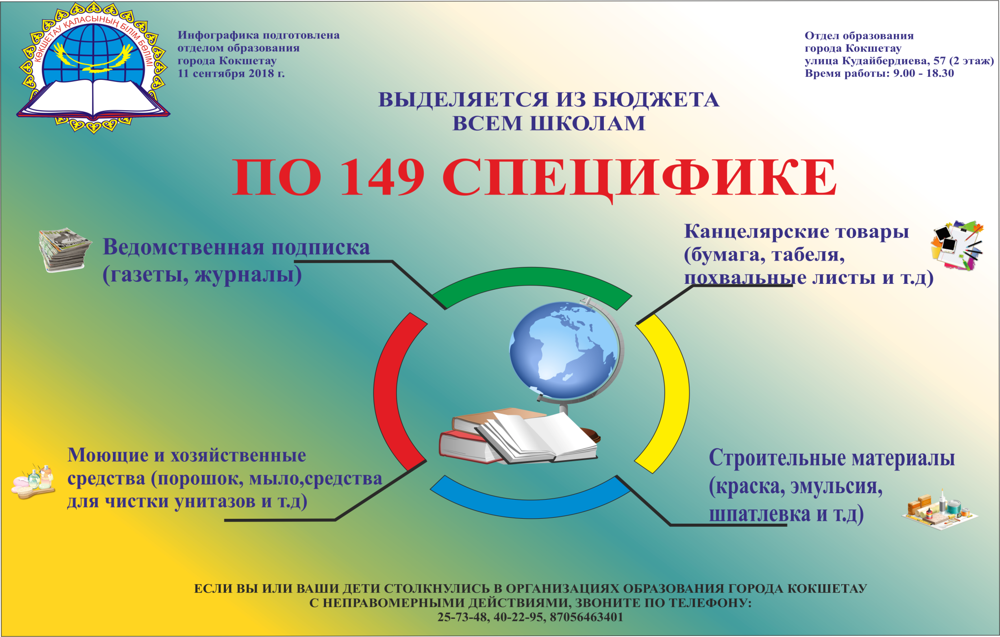 КӨКШЕТАУ ҚАЛАСЫНЫҢ БІЛІМ БӨЛІМІ
Инфографика подготовлена
отделом образования
города Кокшетау
11 сентября 2018 г.
Отдел образования
города Кокшетау
улица Кудайбердиева, 57 (2 этаж)
Время работы: 9.00 - 18.30
ВЫДЕЛЯЕТСЯ ИЗ БЮДЖЕТА
ВСЕМ ШКОЛАМ
ПО 149 СПЕЦИФИКЕ
Ведомственная подписка
(газеты, журналы)
Канцелярские товары
(бумага, табеля,
похвальные листы и т.д)
Моющие и хозяйственные
средства (порошок, мыло,средства
для чистки унитазов и т.д)
Строительные материалы
(краска, эмульсия,
шпатлевка и т.д)
ЕСЛИ ВЫ ИЛИ ВАШИ ДЕТИ СТОЛКНУЛИСЬ В ОРГАНИЗАЦИЯХ ОБРАЗОВАНИЯ ГОРОДА КОКШЕТАУ
С НЕПРАВОМЕРНЫМИ ДЕЙСТВИЯМИ, ЗВОНИТЕ ПО ТЕЛЕФОНУ:
25-73-48, 40-22-95, 87056463401